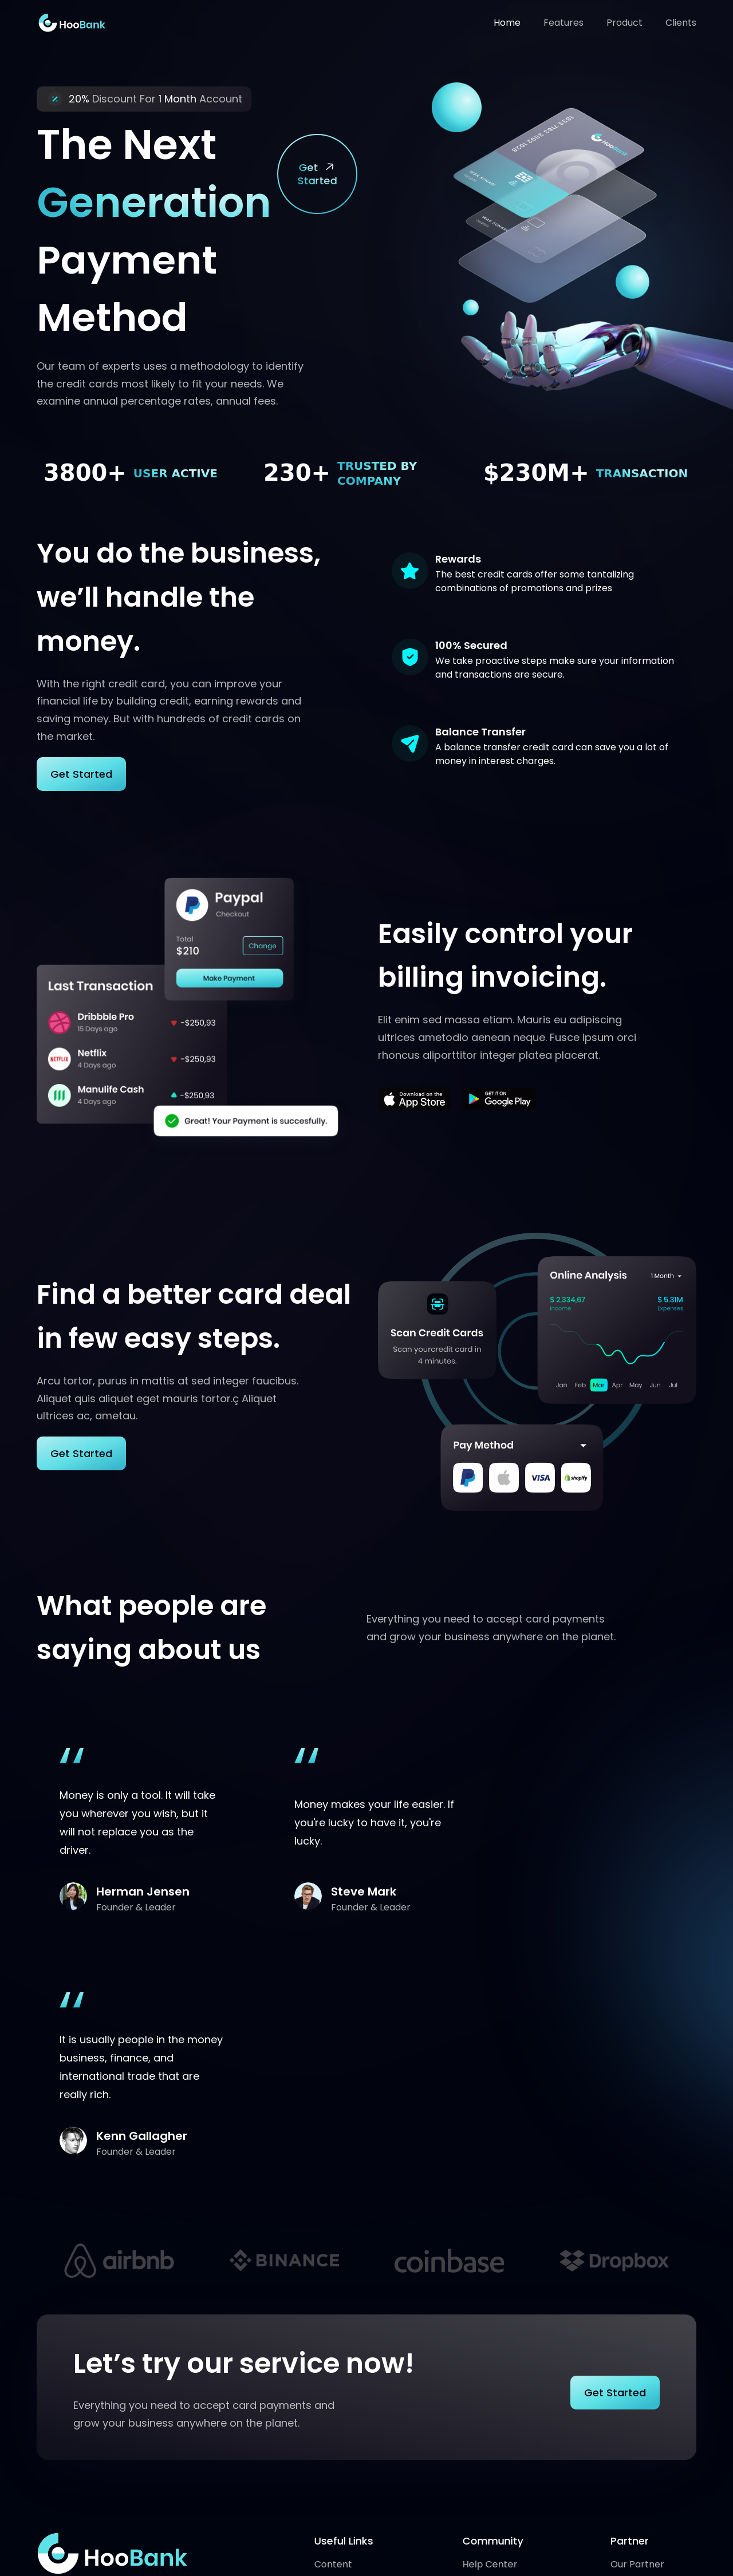 HooBank
Home
Features
Product
Clients
20% Discount For 1 Month Account
The Next
Generation
Payment
Method
Get
Started
Our team of experts uses a methodology to identify
the credit cards most likely to fit your needs. We
examine annual percentage rates, annual fees.
HooBank
3800+
USER ACTIVE
230+
TRUSTED BY
COMPANY
$230M+
TRANSACTION
You do the business,
we’ll handle the
money.
With the right credit card, you can improve your
financial life by building credit, earning rewards and
saving money. But with hundreds of credit cards on
the market.
Get Started
Rewards
The best credit cards offer some tantalizing
combinations of promotions and prizes
100% Secured
We take proactive steps make sure your information
and transactions are secure.
Balance Transfer
A balance transfer credit card can save you a lot of
money in interest charges.
Paypal
Checkout
Total
$210
Change
Make Payment
Last Transaction
Dribbble Pro
15 Days ago
-$250,93
NETFLIX
Netflix
4 Days ago
-$250,93
Manulife Cash
4 Days ago
-$250,93
Great! Your Payment is succesfully.
Easily control your
billing invoicing.
Elit enim sed massa etiam. Mauris eu adipiscing
ultrices ametodio aenean neque. Fusce ipsum orci
rhoncus aliporttitor integer platea placerat.
Download on the
App Store
GET IT ON
Google Play
Find a better card deal
in few easy steps.
Arcu tortor, purus in mattis at sed integer faucibus.
Aliquet quis aliquet eget mauris tortor.ç Aliquet
ultrices ac, ametau.
Get Started
Scan Credit Cards
Scan yourcredit card in
4 minutes.
Online Analysis
1 Month
$ 2,334,67
Income
$ 5.31M
Expenses
Jan Feb Mar Apr May Jun Jul
Pay Method
VISA
shopify
What people are
saying about us
Everything you need to accept card payments
and grow your business anywhere on the planet.
Money is only a tool. It will take
you wherever you wish, but it
will not replace you as the
driver.
Herman Jensen
Founder & Leader
Money makes your life easier. If
you're lucky to have it, you're
lucky.
Steve Mark
Founder & Leader
It is usually people in the money
business, finance, and
international trade that are
really rich.
Kenn Gallagher
Founder & Leader
airbnb
BINANCE
coinbase
Dropbox
Let’s try our service now!
Everything you need to accept card payments and
grow your business anywhere on the planet.
Get Started
HooBank
Useful Links
Content
Community
Help Center
Partner
Our Partner